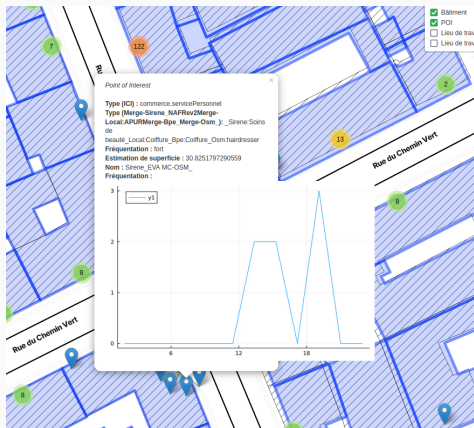 7
122
Ru
Bâtiment
POI
Lieu de trav
Lieu de trav
2
13
Rue du Chemin Vert
8
8
Rue du Chemin Vert
8
×
Point of Interest
Type (ICI) : commerce.servicePersonnel
Type (Merge-Sirene_NAFRev2Merge-
Local:APURMerge-Bpe_Merge-Osm_): _Sirene:Soins
de
beauté_Local:Coiffure_Bpe:Coiffure_Osm:hairdresser
Fréquentation : fort
Estimation de superficie : 30.8251797290559
Nom : Sirene_EVA MC-OSM_
Fréquentation :
y1
3
2
1
0
6
12
18